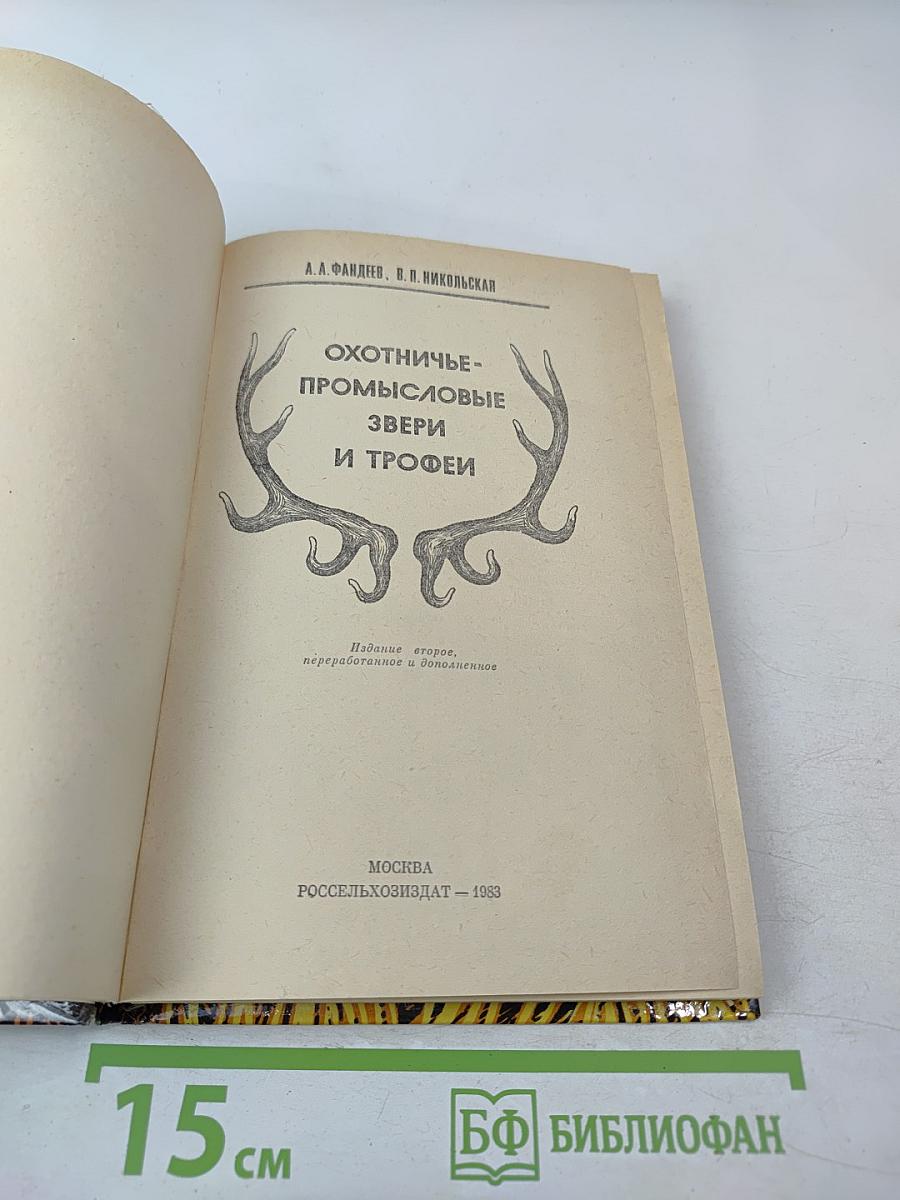 А. А. ФАНДЕЕВ, В. П. НИКОЛЬСКАЯ
ОХОТНИЧЬЕ-
ПРОМЫСЛОВЫЕ
ЗВЕРИ
И ТРОФЕИ
Издание второе,
переработанное и дополненное
МОСКВА
РОССЕЛЬХОЗИЗДАТ — 1983
15 см
БФ БИБЛИОФАН